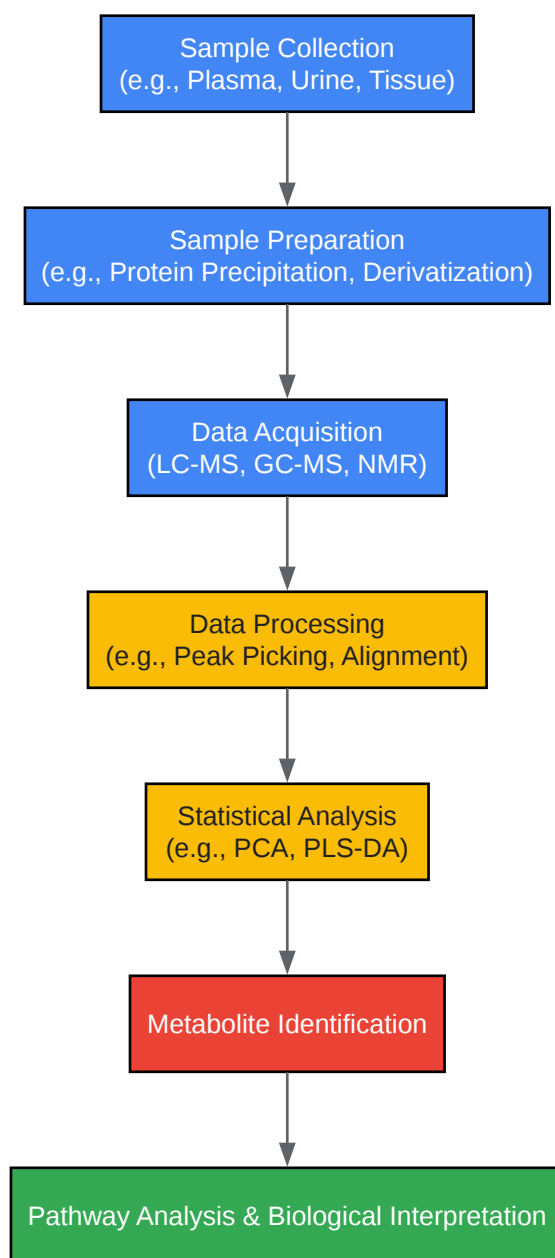 Sample Collection
(e.g., Plasma, Urine, Tissue)
Sample Preparation
(e.g., Protein Precipitation, Derivatization)
Data Acquisition
(LC-MS, GC-MS, NMR)
Data Processing
(e.g., Peak Picking, Alignment)
Statistical Analysis
(e.g., PCA, PLS-DA)
Metabolite Identification
Pathway Analysis & Biological Interpretation